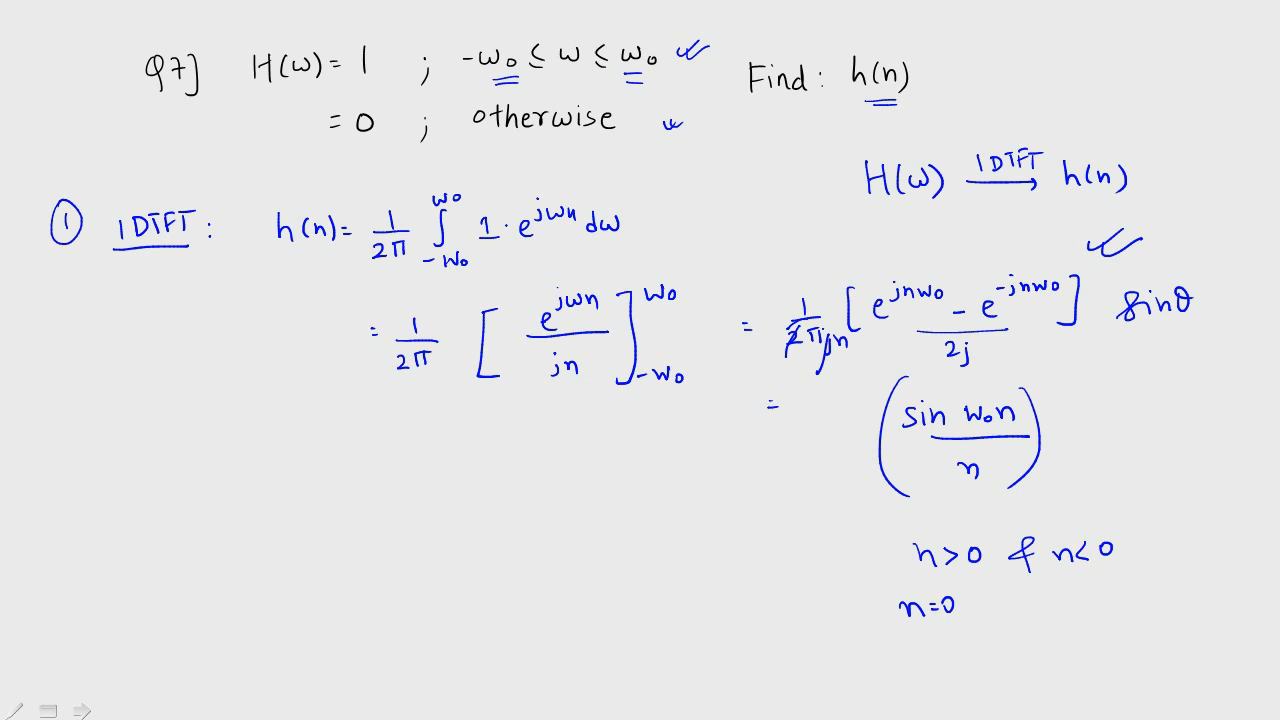 Q7] H(ω) = 1 ; -ω₀ ≤ ω ≤ ω₀ Find : h(n)
= 0 ; otherwise
H(ω) IDTFT → h(n)
① IDTFT : h(n) = 1/2π ∫_{-ω₀}^{ω₀} 1 · e^{jωn} dω
= 1/2π [ e^{jωn} / jn ]_{-ω₀}^{ω₀} = 1/2πjn [ e^{jnω₀} - e^{-jnω₀} ] / 2j sinθ
= ( sin ω₀n / n )
n>0 & n<0
n=0